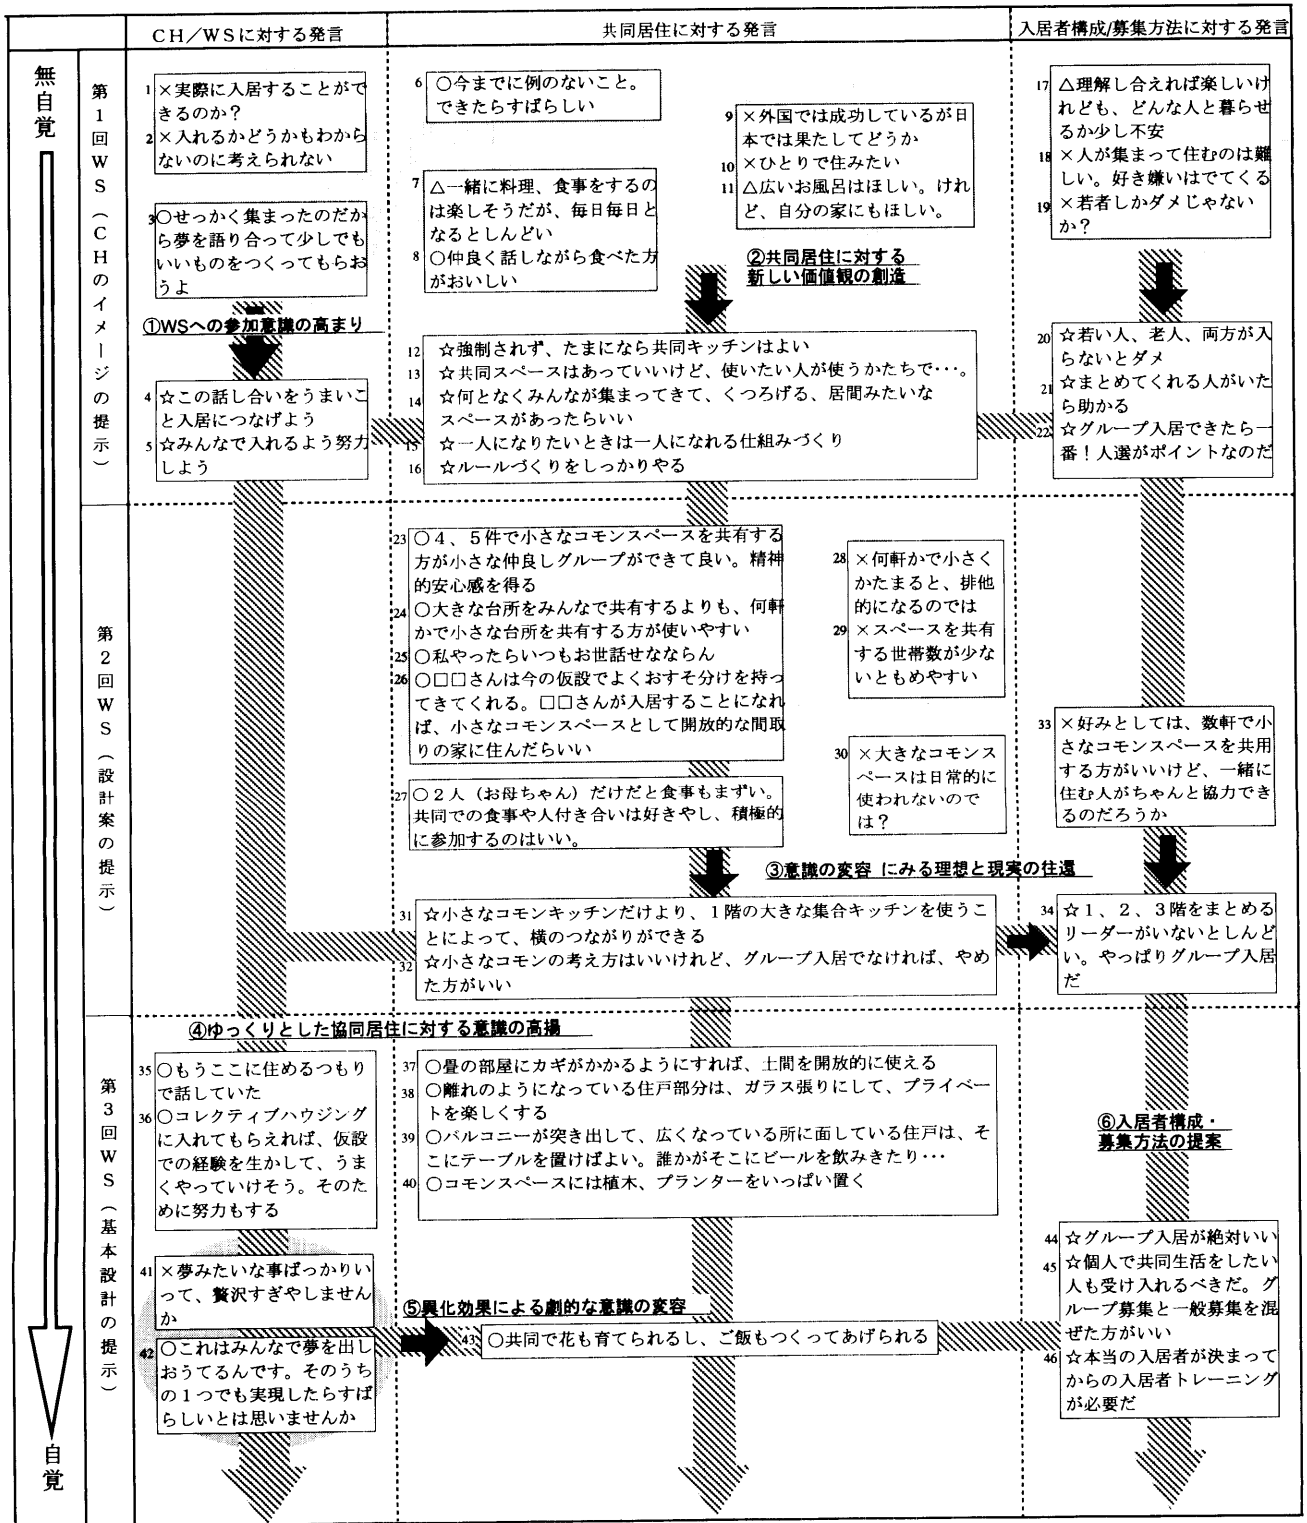 CH/WSに対する発言
共同居住に対する発言
入居者構成/募集方法に対する発言
無自覚
自覚
第1回WS(CHのイメージの提示)
1 ×実際に入居することがで
きるのか?
2 ×入れるかどうかもわから
ないのに考えられない
3 ○せっかく集まったのだか
ら夢を語り合って少しでも
いいものをつくってもらお
うよ
①WSへの参加意識の高まり
4 ☆この話し合いをうまいこ
と入居につなげよう
5 ☆みんなで入れるよう努力
しよう
6 ○今までに例のないこと。
できたらすばらしい
7 △一緒に料理、食事をするの
は楽しそうだが、毎日毎日と
なるとしんどい
8 ○仲良く話しながら食べた方
がおいしい
9 ×外国では成功しているが日
本では果たしてどうか
10 ×ひとりで住みたい
11 △広いお風呂はほしい。けれ
ど、自分の家にもほしい。
②共同居住に対する
新しい価値観の創造
12 ☆強制されず、たまになら共同キッチンはよい
13 ☆共同スペースはあっていいけど、使いたい人が使うかたちで・・・。
14 ☆何となくみんなが集まってきて、くつろげる、居間みたいな
スペースがあったらいい
15 ☆一人になりたいときは一人になれる仕組みづくり
16 ☆ルールづくりをしっかりやる
17 △理解し合えれば楽しいけ
れども、どんな人と暮らせ
るか少し不安
18 ×人が集まって住むのは難
しい。好き嫌いはでてくる
19 ×若者しかダメじゃない
か?
20 ☆若い人、老人、両方が入
らないとダメ
21 ☆まとめてくれる人がいた
ら助かる
22 ☆グループ入居できたら一
番!人選がポイントなのだ
第2回WS(設計案の提示)
23 ○4、5件で小さなコモンスペースを共有する
方が小さな仲良しグループができて良い。精神
的安心感を得る
24 ○大きな台所をみんなで共有するよりも、何軒
かで小さな台所を共有する方が使いやすい
25 ○私やったらいつもお世話せなならん
26 ○□□さんは今の仮設でよくおすそ分けを持っ
てきてくれる。□□さんが入居することになれ
ば、小さなコモンスペースとして開放的な間取
りの家に住んだらいい
27 ○2人(お母ちゃん)だけだと食事もまずい。
共同での食事や人付き合いは好きやし、積極的
に参加するのはいい。
28 ×何軒かで小さく
かたまると、排他
的になるのでは
29 ×スペースを共有
する世帯数が少な
いともめやすい
30 ×大きなコモンス
ペースは日常的に
使われないので
は?
③意識の変容 にみる理想と現実の往還
31 ☆小さなコモンキッチンだけより、1階の大きな集合キッチンを使うこ
とによって、横のつながりができる
32 ☆小さなコモンの考え方はいいけれど、グループ入居でなければ、やめ
た方がいい
33 ×好みとしては、数軒で小
さなコモンスペースを共用
する方がいいけど、一緒に
住む人がちゃんと協力でき
るのだろうか
34 ☆1、2、3階をまとめる
リーダーがいないとしんど
い。やっぱりグループ入居
だ
第3回WS(基本設計の提示)
④ゆっくりとした協同居住に対する意識の高揚
35 ○もうここに住めるつもり
で話していた
36 ○コレクティブハウジング
に入れてもらえれば、仮設
での経験を生かして、うま
くやっていけそう。そのた
めに努力もする
37 ○畳の部屋にカギがかかるようにすれば、土間を開放的に使える
38 ○離れのようになっている住戸部分は、ガラス張りにして、プライベー
トを楽しくする
39 ○バルコニーが突き出して、広くなっている所に面している住戸は、そ
こにテーブルを置けばよい。誰かがそこにビールを飲みきたり・・・
40 ○コモンスペースには植木、プランターをいっぱい置く
41 ×夢みたいな事ばっかりい
って、贅沢すぎやしません
か
42 ○これはみんなで夢を出し
おうてるんです。そのうち
の1つでも実現したらすば
らしいとは思いませんか
⑤異化効果による劇的な意識の変容
43 ○共同で花も育てられるし、ご飯もつくってあげられる
⑥入居者構成・
募集方法の提案
44 ☆グループ入居が絶対いい
45 ☆個人で共同生活をしたい
人も受け入れるべきだ。グ
ループ募集と一般募集を混
ぜた方がいい
46 ☆本当の入居者が決まって
からの入居者トレーニング
が必要だ